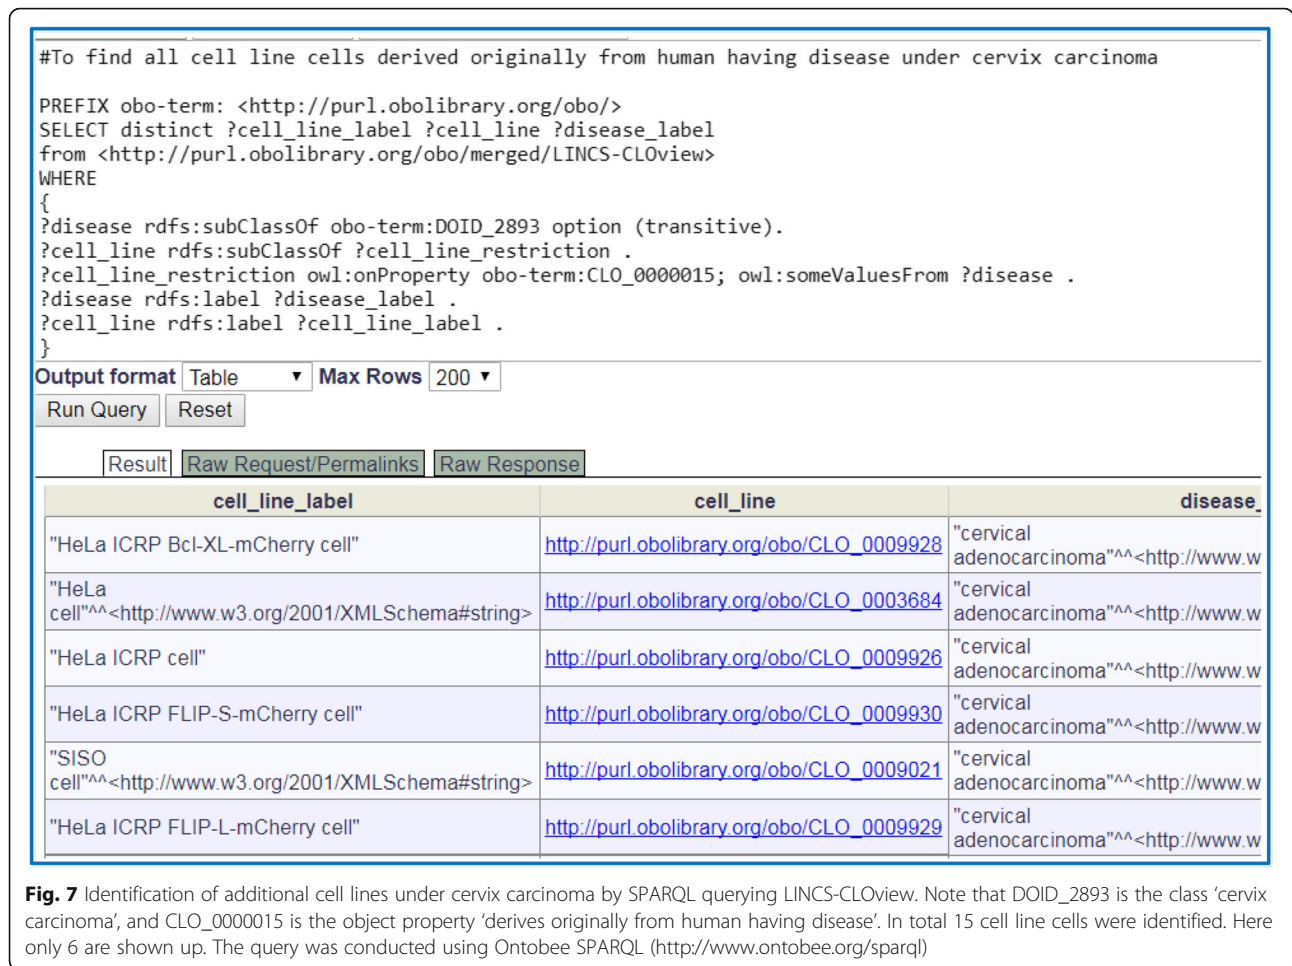 #To find all cell line cells derived originally from human having disease under cervix carcinoma
PREFIX obo-term: <http://purl.obolibrary.org/obo/>
SELECT distinct ?cell_line_label ?cell_line ?disease_label
from <http://purl.obolibrary.org/obo/merged/LINCS-CLOview>
WHERE
{
?disease rdfs:subClassOf obo-term:DOID_2893 option (transitive).
?cell_line rdfs:subClassOf ?cell_line_restriction .
?cell_line_restriction owl:onProperty obo-term:CLO_0000015; owl:someValuesFrom ?disease .
?disease rdfs:label ?disease_label .
?cell_line rdfs:label ?cell_line_label .
}
Output format Table ▼ Max Rows 200 ▼
Run Query Reset
Result Raw Request/Permalinks Raw Response
cell_line_label cell_line disease_
"HeLa ICRP Bcl-XL-mCherry cell" http://purl.obolibrary.org/obo/CLO_0009928 "cervical
adenocarcinoma"^^<http://www.w
"HeLa
cell"^^<http://www.w3.org/2001/XMLSchema#string> http://purl.obolibrary.org/obo/CLO_0003684 "cervical
adenocarcinoma"^^<http://www.w
"HeLa ICRP cell" http://purl.obolibrary.org/obo/CLO_0009926 "cervical
adenocarcinoma"^^<http://www.w
"HeLa ICRP FLIP-S-mCherry cell" http://purl.obolibrary.org/obo/CLO_0009930 "cervical
adenocarcinoma"^^<http://www.w
"SISO
cell"^^<http://www.w3.org/2001/XMLSchema#string> http://purl.obolibrary.org/obo/CLO_0009021 "cervical
adenocarcinoma"^^<http://www.w
"HeLa ICRP FLIP-L-mCherry cell" http://purl.obolibrary.org/obo/CLO_0009929 "cervical
adenocarcinoma"^^<http://www.w
Fig. 7 Identification of additional cell lines under cervix carcinoma by SPARQL querying LINCS-CLOview. Note that DOID_2893 is the class 'cervix
carcinoma', and CLO_0000015 is the object property 'derives originally from human having disease'. In total 15 cell line cells were identified. Here
only 6 are shown up. The query was conducted using Ontobee SPARQL (http://www.ontobee.org/sparql)